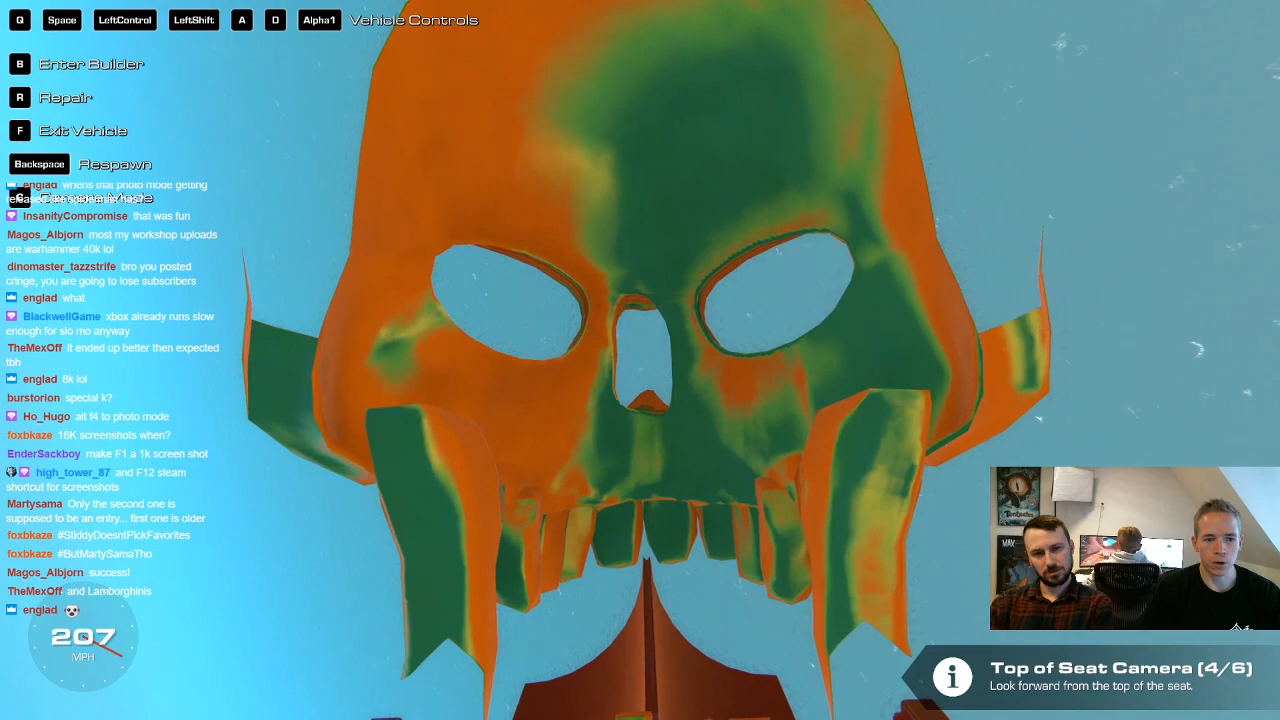 Q Space LeftControl LeftShift A D Alpha1 Vehicle Controls
B Enter Builder
R Repair
F Exit Vehicle
Backspace Respawn
englad whens that photo mode getting
InsanityCompromise that was fun
Magos_Albjorn most my workshop uploads
are warhammer 40k lol
dinomaster_tazzstrife bro you posted
cringe, you are going to lose subscribers
englad what
BlackwellGame xbox already runs slow
enough for slo mo anyway
TheMexOff it ended up better then expected
tbh
englad 8k lol
burstorion special k?
Ho_Hugo alt f4 to photo mode
foxbkaze 16K screenshots when?
EnderSackboy make F1 a 1k screen shot
high_tower_87 and F12 steam
shortcut for screenshots
Martysama Only the second one is
supposed to be an entry... first one is older
foxbkaze #StiddyDoesntPickFavorites
foxbkaze #ButMartySamaTho
Magos_Albjorn success!
TheMexOff and Lamborghinis
englad
207
MPH
Top of Seat Camera (4/6)
Look forward from the top of the seat.